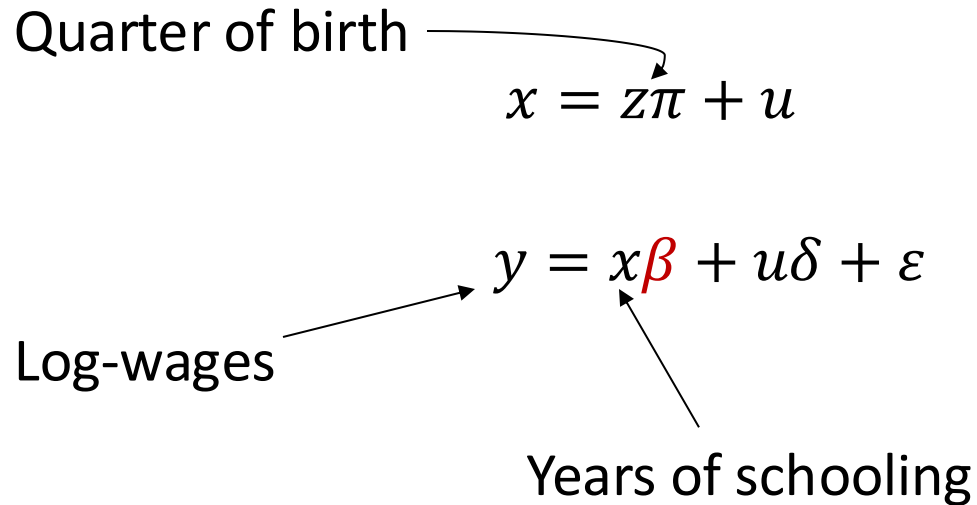 Quarter of birth
x = zπ + u
y = xβ + uδ + ε
Log-wages
Years of schooling